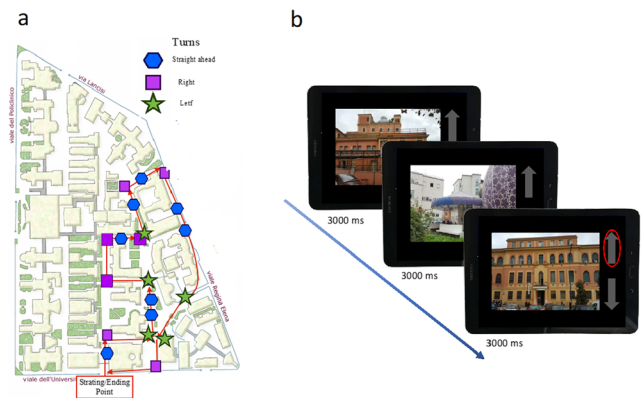 a
b
Turns
Straight ahead
Right
Letf
via Lancisi
viale del Policlinico
viale Regina Elena
viale dell'Universi
Strating/Ending
Point
3000 ms
3000 ms
3000 ms